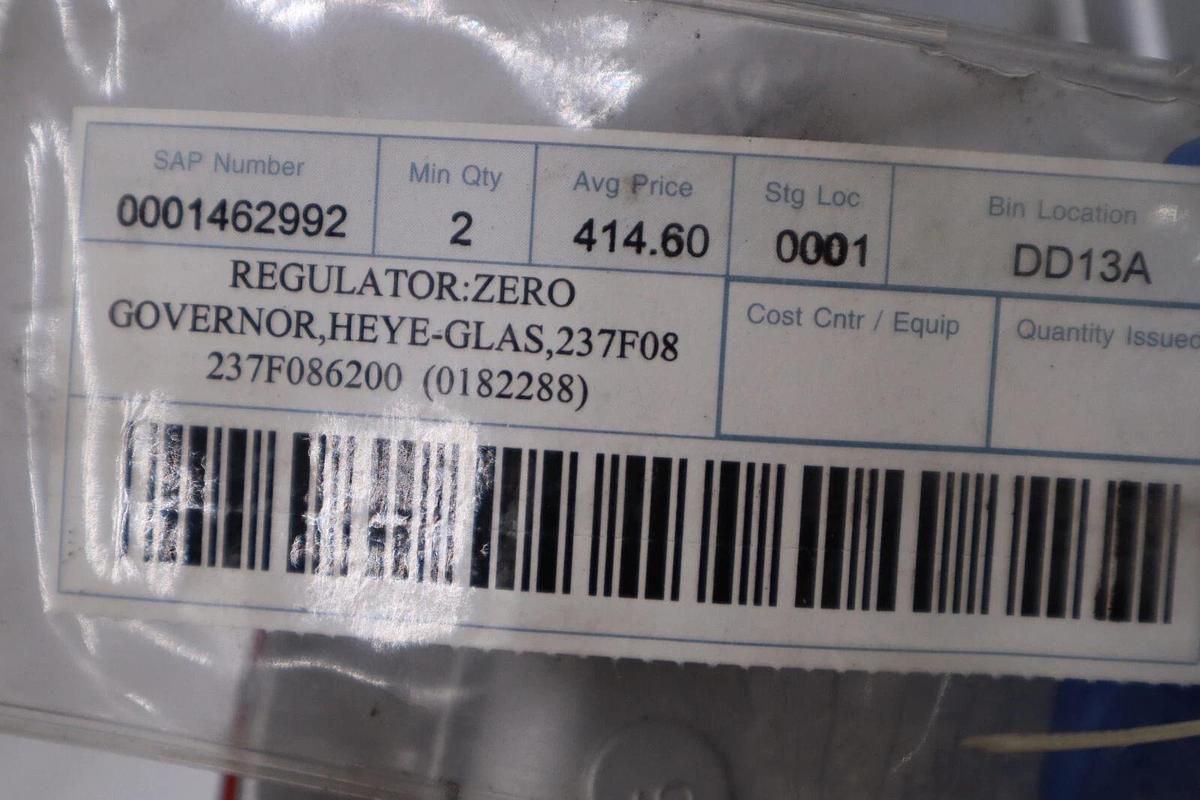 SAP Number
0001462992
Min Qty
2
Avg Price
414.60
Stg Loc
0001
Bin Location
DD13A
REGULATOR:ZERO
GOVERNOR,HEYE-GLAS,237F08
237F086200 (0182288)
Cost Cntr / Equip
Quantity Issued